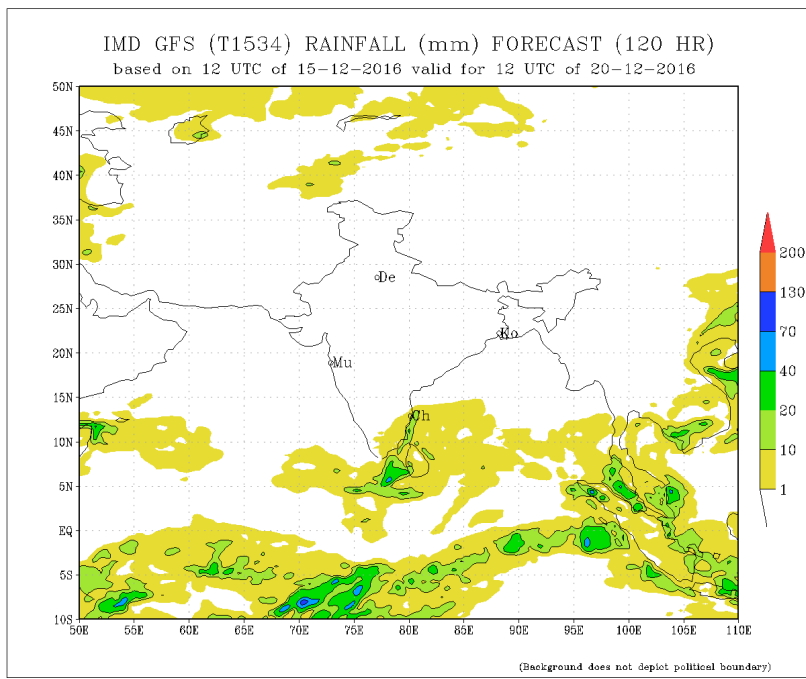 IMD GFS (T1534) RAINFALL (mm) FORECAST (120 HR)
based on 12 UTC of 15-12-2016 valid for 12 UTC of 20-12-2016
50N
45N
40N
35N
30N
25N
20N
15N
10N
5N
EQ
5S
10S
50E 55E 60E 65E 70E 75E 80E 85E 90E 95E 100E 105E 110E
De
Ko
Mu
Ch
200
130
70
40
20
10
1
(Background does not depict political boundary)